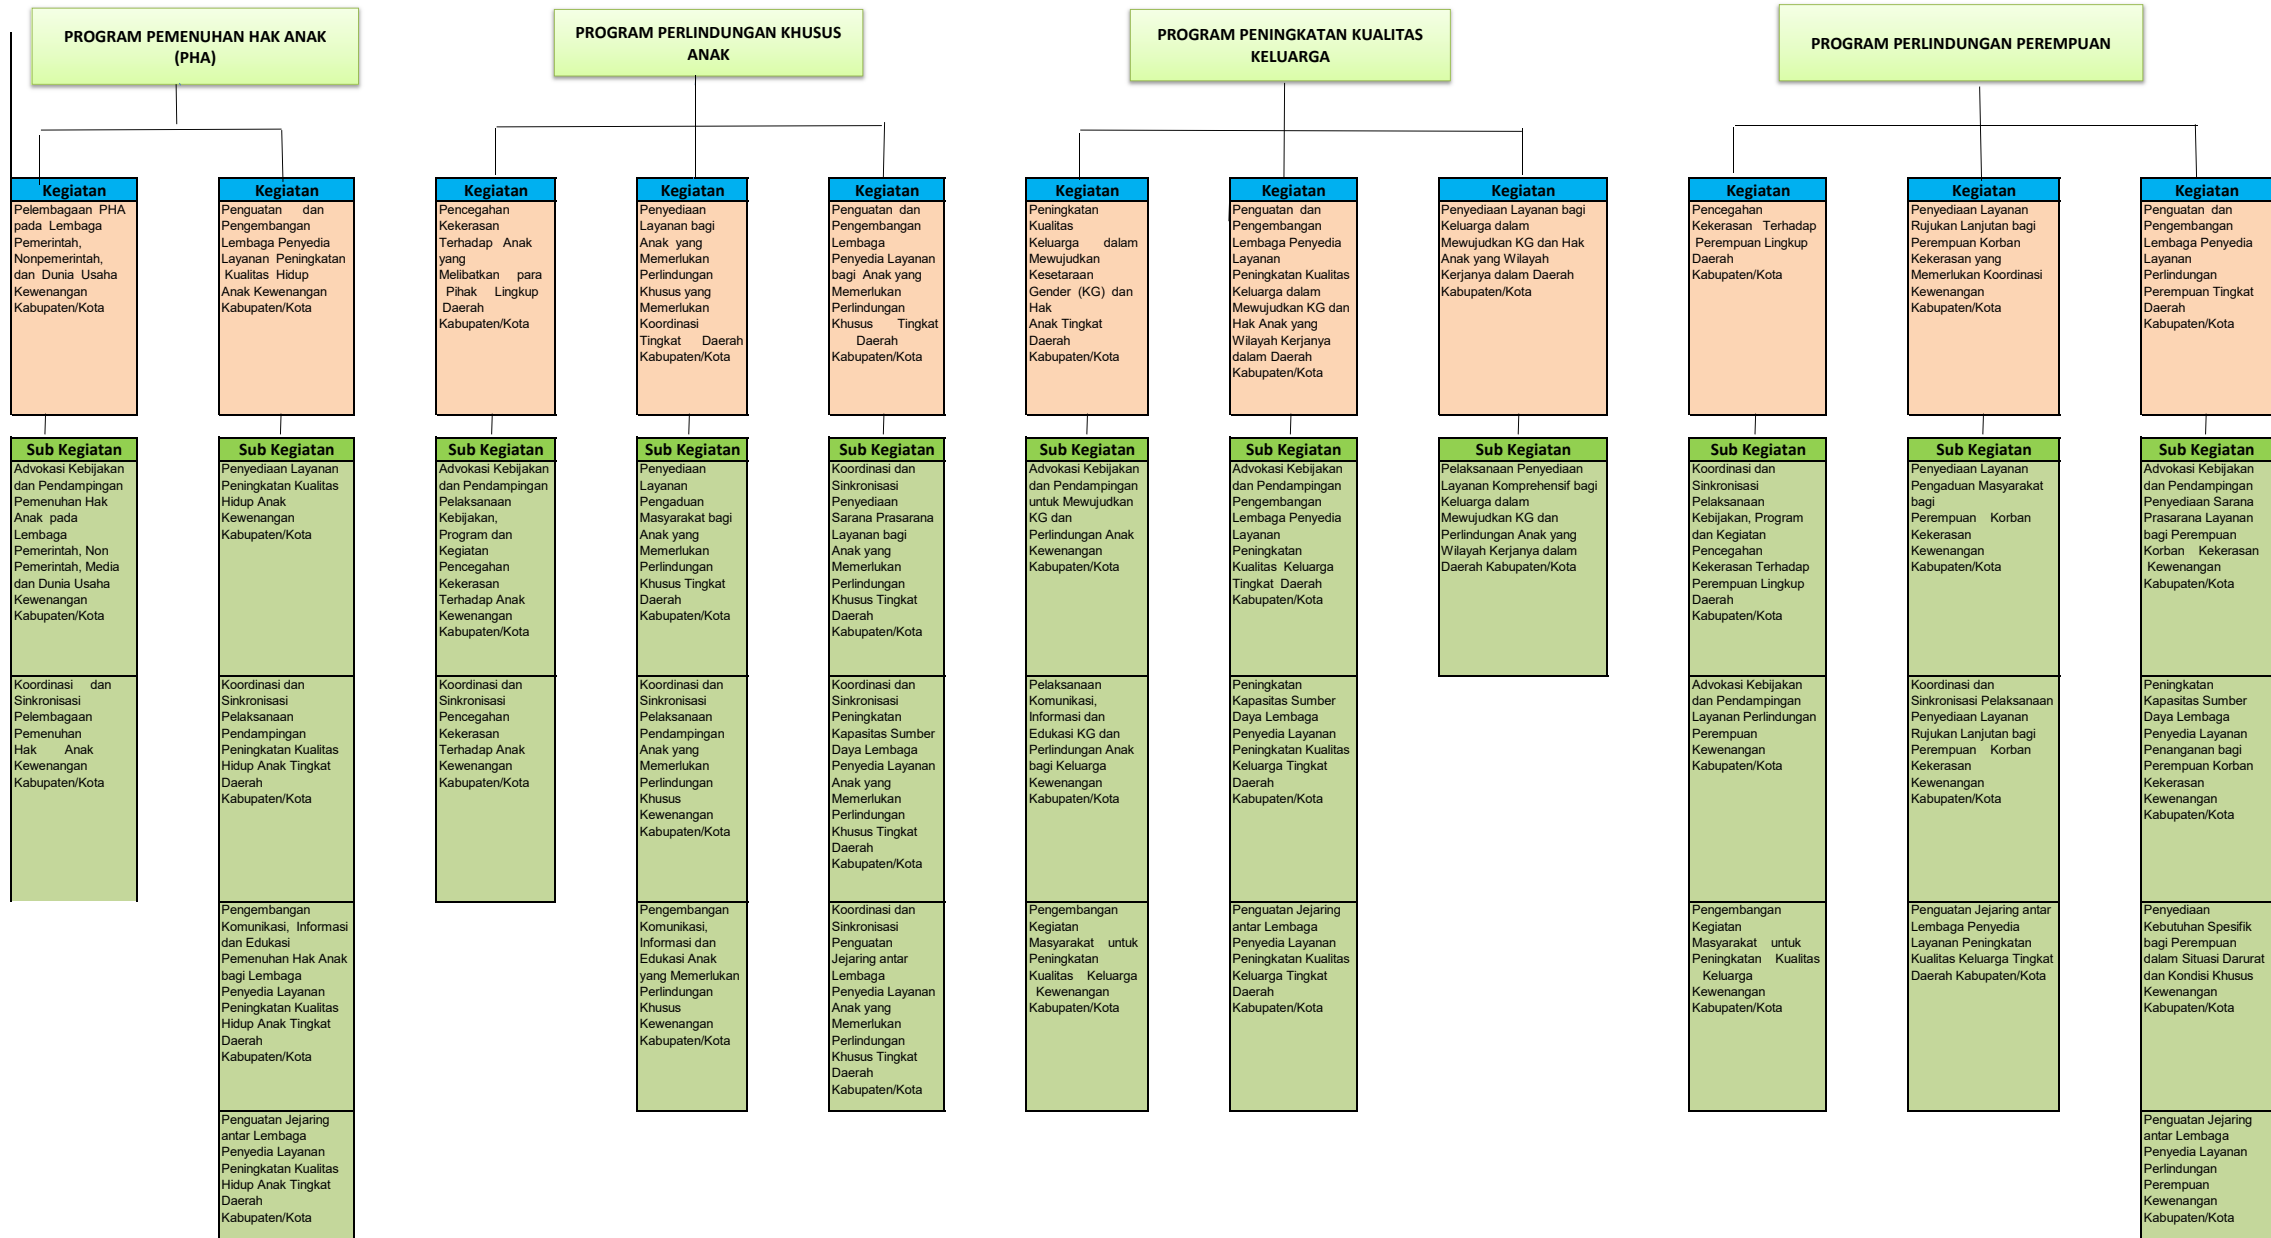 PROGRAM PEMENUHAN HAK ANAK
(PHA)
PROGRAM PERLINDUNGAN KHUSUS
ANAK
PROGRAM PENINGKATAN KUALITAS
KELUARGA
PROGRAM PERLINDUNGAN PEREMPUAN
Kegiatan
Pelembagaan PHA
pada Lembaga
Pemerintah,
Nonpemerintah,
dan Dunia Usaha
Kewenangan
Kabupaten/Kota
Kegiatan
Penguatan dan
Pengembangan
Lembaga Penyedia
Layanan Peningkatan
Kualitas Hidup
Anak Kewenangan
Kabupaten/Kota
Kegiatan
Pencegahan
Kekerasan
Terhadap Anak
yang
Melibatkan para
Pihak Lingkup
Daerah
Kabupaten/Kota
Kegiatan
Penyediaan
Layanan bagi
Anak yang
Memerlukan
Perlindungan
Khusus yang
Memerlukan
Koordinasi
Tingkat Daerah
Kabupaten/Kota
Kegiatan
Penguatan dan
Pengembangan
Lembaga
Penyedia Layanan
bagi Anak yang
Memerlukan
Perlindungan
Khusus Tingkat
Daerah
Kabupaten/Kota
Kegiatan
Peningkatan
Kualitas
Keluarga dalam
Mewujudkan
Kesetaraan
Gender (KG) dan
Hak
Anak Tingkat
Daerah
Kabupaten/Kota
Kegiatan
Penguatan dan
Pengembangan
Lembaga Penyedia
Layanan
Peningkatan Kualitas
Keluarga dalam
Mewujudkan KG dan
Hak Anak yang
Wilayah Kerjanya
dalam Daerah
Kabupaten/Kota
Kegiatan
Penyediaan Layanan bagi
Keluarga dalam
Mewujudkan KG dan Hak
Anak yang Wilayah
Kerjanya dalam Daerah
Kabupaten/Kota
Kegiatan
Pencegahan
Kekerasan Terhadap
Perempuan Lingkup
Daerah
Kabupaten/Kota
Kegiatan
Penyediaan Layanan
Rujukan Lanjutan bagi
Perempuan Korban
Kekerasan yang
Memerlukan Koordinasi
Kewenangan
Kabupaten/Kota
Kegiatan
Penguatan dan
Pengembangan
Lembaga Penyedia
Layanan
Perlindungan
Perempuan Tingkat
Daerah
Kabupaten/Kota
Sub Kegiatan
Advokasi Kebijakan
dan Pendampingan
Pemenuhan Hak
Anak pada
Lembaga
Pemerintah, Non
Pemerintah, Media
dan Dunia Usaha
Kewenangan
Kabupaten/Kota
Koordinasi dan
Sinkronisasi
Pelembagaan
Pemenuhan
Hak Anak
Kewenangan
Kabupaten/Kota
Sub Kegiatan
Penyediaan Layanan
Peningkatan Kualitas
Hidup Anak
Kewenangan
Kabupaten/Kota
Koordinasi dan
Sinkronisasi
Pelaksanaan
Pendampingan
Peningkatan Kualitas
Hidup Anak Tingkat
Daerah
Kabupaten/Kota
Pengembangan
Komunikasi, Informasi
dan Edukasi
Pemenuhan Hak Anak
bagi Lembaga
Penyedia Layanan
Peningkatan Kualitas
Hidup Anak Tingkat
Daerah
Kabupaten/Kota
Penguatan Jejaring
antar Lembaga
Penyedia Layanan
Peningkatan Kualitas
Hidup Anak Tingkat
Daerah
Kabupaten/Kota
Sub Kegiatan
Advokasi Kebijakan
dan Pendampingan
Pelaksanaan
Kebijakan,
Program dan
Kegiatan
Pencegahan
Kekerasan
Terhadap Anak
Kewenangan
Kabupaten/Kota
Koordinasi dan
Sinkronisasi
Pencegahan
Kekerasan
Terhadap Anak
Kewenangan
Kabupaten/Kota
Sub Kegiatan
Penyediaan
Layanan
Pengaduan
Masyarakat bagi
Anak yang
Memerlukan
Perlindungan
Khusus Tingkat
Daerah
Kabupaten/Kota
Koordinasi dan
Sinkronisasi
Pelaksanaan
Pendampingan
Anak yang
Memerlukan
Perlindungan
Khusus
Kewenangan
Kabupaten/Kota
Pengembangan
Komunikasi,
Informasi dan
Edukasi Anak
yang Memerlukan
Perlindungan
Khusus
Kewenangan
Kabupaten/Kota
Sub Kegiatan
Koordinasi dan
Sinkronisasi
Penyediaan
Sarana Prasarana
Layanan bagi
Anak yang
Memerlukan
Perlindungan
Khusus Tingkat
Daerah
Kabupaten/Kota
Koordinasi dan
Sinkronisasi
Peningkatan
Kapasitas Sumber
Daya Lembaga
Penyedia Layanan
Anak yang
Memerlukan
Perlindungan
Khusus Tingkat
Daerah
Kabupaten/Kota
Koordinasi dan
Sinkronisasi
Penguatan
Jejaring antar
Lembaga
Penyedia Layanan
Anak yang
Memerlukan
Perlindungan
Khusus Tingkat
Daerah
Kabupaten/Kota
Sub Kegiatan
Advokasi Kebijakan
dan Pendampingan
untuk Mewujudkan
KG dan
Perlindungan Anak
Kewenangan
Kabupaten/Kota
Pelaksanaan
Komunikasi,
Informasi dan
Edukasi KG dan
Perlindungan Anak
bagi Keluarga
Kewenangan
Kabupaten/Kota
Pengembangan
Kegiatan
Masyarakat untuk
Peningkatan
Kualitas Keluarga
Kewenangan
Kabupaten/Kota
Sub Kegiatan
Advokasi Kebijakan
dan Pendampingan
Pengembangan
Lembaga Penyedia
Layanan
Peningkatan
Kualitas Keluarga
Tingkat Daerah
Kabupaten/Kota
Peningkatan
Kapasitas Sumber
Daya Lembaga
Penyedia Layanan
Peningkatan Kualitas
Keluarga Tingkat
Daerah
Kabupaten/Kota
Penguatan Jejaring
antar Lembaga
Penyedia Layanan
Peningkatan Kualitas
Keluarga Tingkat
Daerah
Kabupaten/Kota
Sub Kegiatan
Pelaksanaan Penyediaan
Layanan Komprehensif bagi
Keluarga dalam
Mewujudkan KG dan
Perlindungan Anak yang
Wilayah Kerjanya dalam
Daerah Kabupaten/Kota
Sub Kegiatan
Koordinasi dan
Sinkronisasi
Pelaksanaan
Kebijakan, Program
dan Kegiatan
Pencegahan
Kekerasan Terhadap
Perempuan Lingkup
Daerah
Kabupaten/Kota
Advokasi Kebijakan
dan Pendampingan
Layanan Perlindungan
Perempuan
Kewenangan
Kabupaten/Kota
Pengembangan
Kegiatan
Masyarakat untuk
Peningkatan Kualitas
Keluarga
Kewenangan
Kabupaten/Kota
Sub Kegiatan
Penyediaan Layanan
Pengaduan Masyarakat
bagi
Perempuan Korban
Kekerasan
Kewenangan
Kabupaten/Kota
Koordinasi dan
Sinkronisasi Pelaksanaan
Penyediaan Layanan
Rujukan Lanjutan bagi
Perempuan Korban
Kekerasan
Kewenangan
Kabupaten/Kota
Penguatan Jejaring antar
Lembaga Penyedia
Layanan Peningkatan
Kualitas Keluarga Tingkat
Daerah Kabupaten/Kota
Sub Kegiatan
Advokasi Kebijakan
dan Pendampingan
Penyediaan Sarana
Prasarana Layanan
bagi Perempuan
Korban Kekerasan
Kewenangan
Kabupaten/Kota
Peningkatan
Kapasitas Sumber
Daya Lembaga
Penyedia Layanan
Penanganan bagi
Perempuan Korban
Kekerasan
Kewenangan
Kabupaten/Kota
Penyediaan
Kebutuhan Spesifik
bagi Perempuan
dalam Situasi Darurat
dan Kondisi Khusus
Kewenangan
Kabupaten/Kota
Penguatan Jejaring
antar Lembaga
Penyedia Layanan
Perlindungan
Perempuan
Kewenangan
Kabupaten/Kota